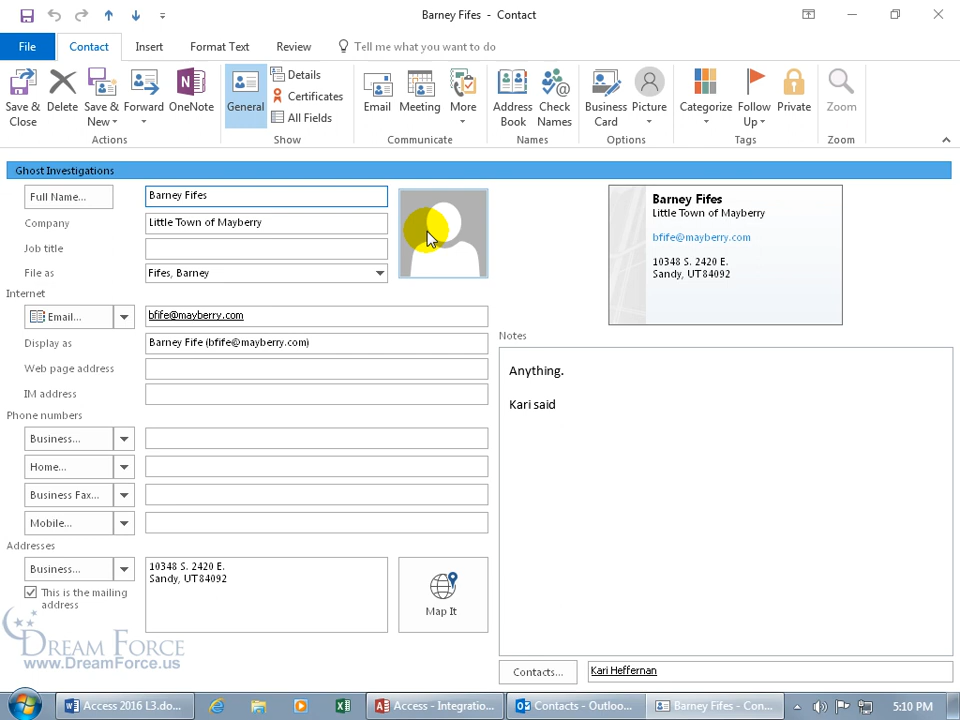 Barney Fifes - Contact
File
Contact
Insert
Format Text
Review
Tell me what you want to do
Save & Close
Delete
Save & New
Forward
OneNote
General
Details
Certificates
All Fields
Email
Meeting
More
Address Book
Check Names
Business Card
Picture
Categorize
Follow Up
Private
Zoom
Actions
Show
Communicate
Names
Options
Tags
Zoom
Ghost Investigations
Full Name...
Barney Fifes
Company
Little Town of Mayberry
Job title
File as
Fifes, Barney
Internet
Email...
bfife@mayberry.com
Display as
Barney Fife (bfife@mayberry.com)
Web page address
IM address
Phone numbers
Business...
Home...
Business Fax...
Mobile...
Addresses
Business...
10348 S. 2420 E.
Sandy, UT 84092
This is the mailing
address
Map It
Barney Fifes
Little Town of Mayberry
bfife@mayberry.com
10348 S. 2420 E.
Sandy, UT 84092
Notes
Anything.
Kari said
Contacts...
Kari Heffernan
DREAM FORCE
www.DreamForce.us
Access 2016 L3.do...
Access - Integratio...
Contacts - Outloo...
Barney Fifes - Con...
5:10 PM